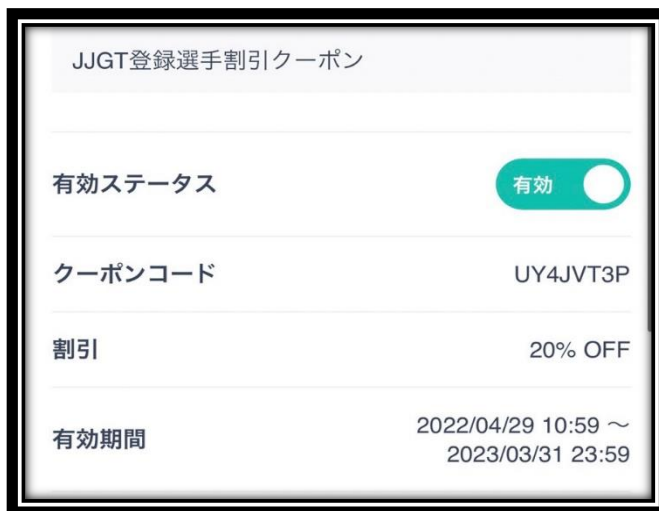 JJGT登録選手割引クーポン
有効ステータス
有効
クーポンコード
UY4JVT3P
割引
20% OFF
有効期間
2022/04/29 10:59 ～
2023/03/31 23:59